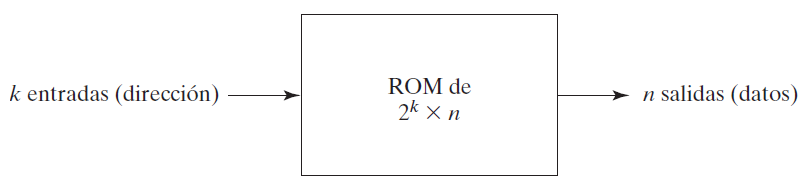 k entradas (dirección)
ROM de
2^k × n
n salidas (datos)